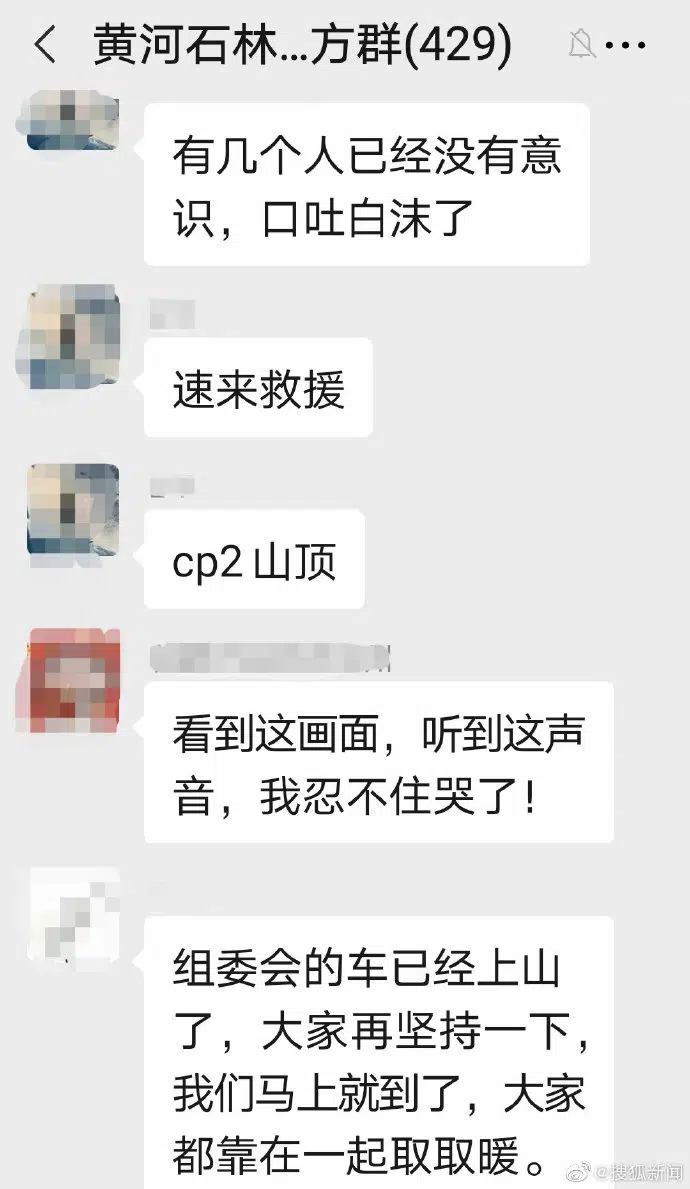 黄河石林...方群(429)
有几个人已经没有意
识，口吐白沫了
速来救援
cp2山顶
看到这画面，听到这声
音，我忍不住哭了！
组委会的车已经上山
了，大家再坚持一下，
我们马上就到了，大家
都靠在一起取取暖。
@搜狐新闻